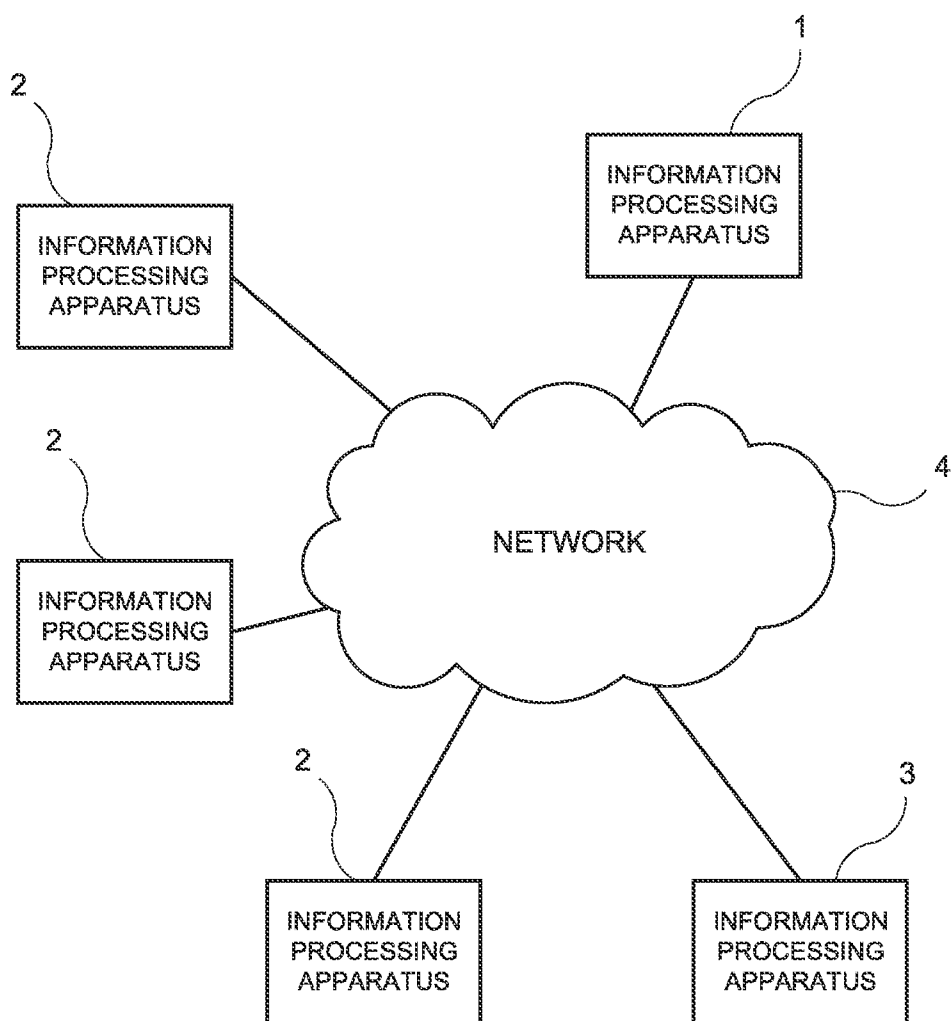 1
INFORMATION
PROCESSING
APPARATUS
2
INFORMATION
PROCESSING
APPARATUS
2
INFORMATION
PROCESSING
APPARATUS
4
NETWORK
2
INFORMATION
PROCESSING
APPARATUS
3
INFORMATION
PROCESSING
APPARATUS